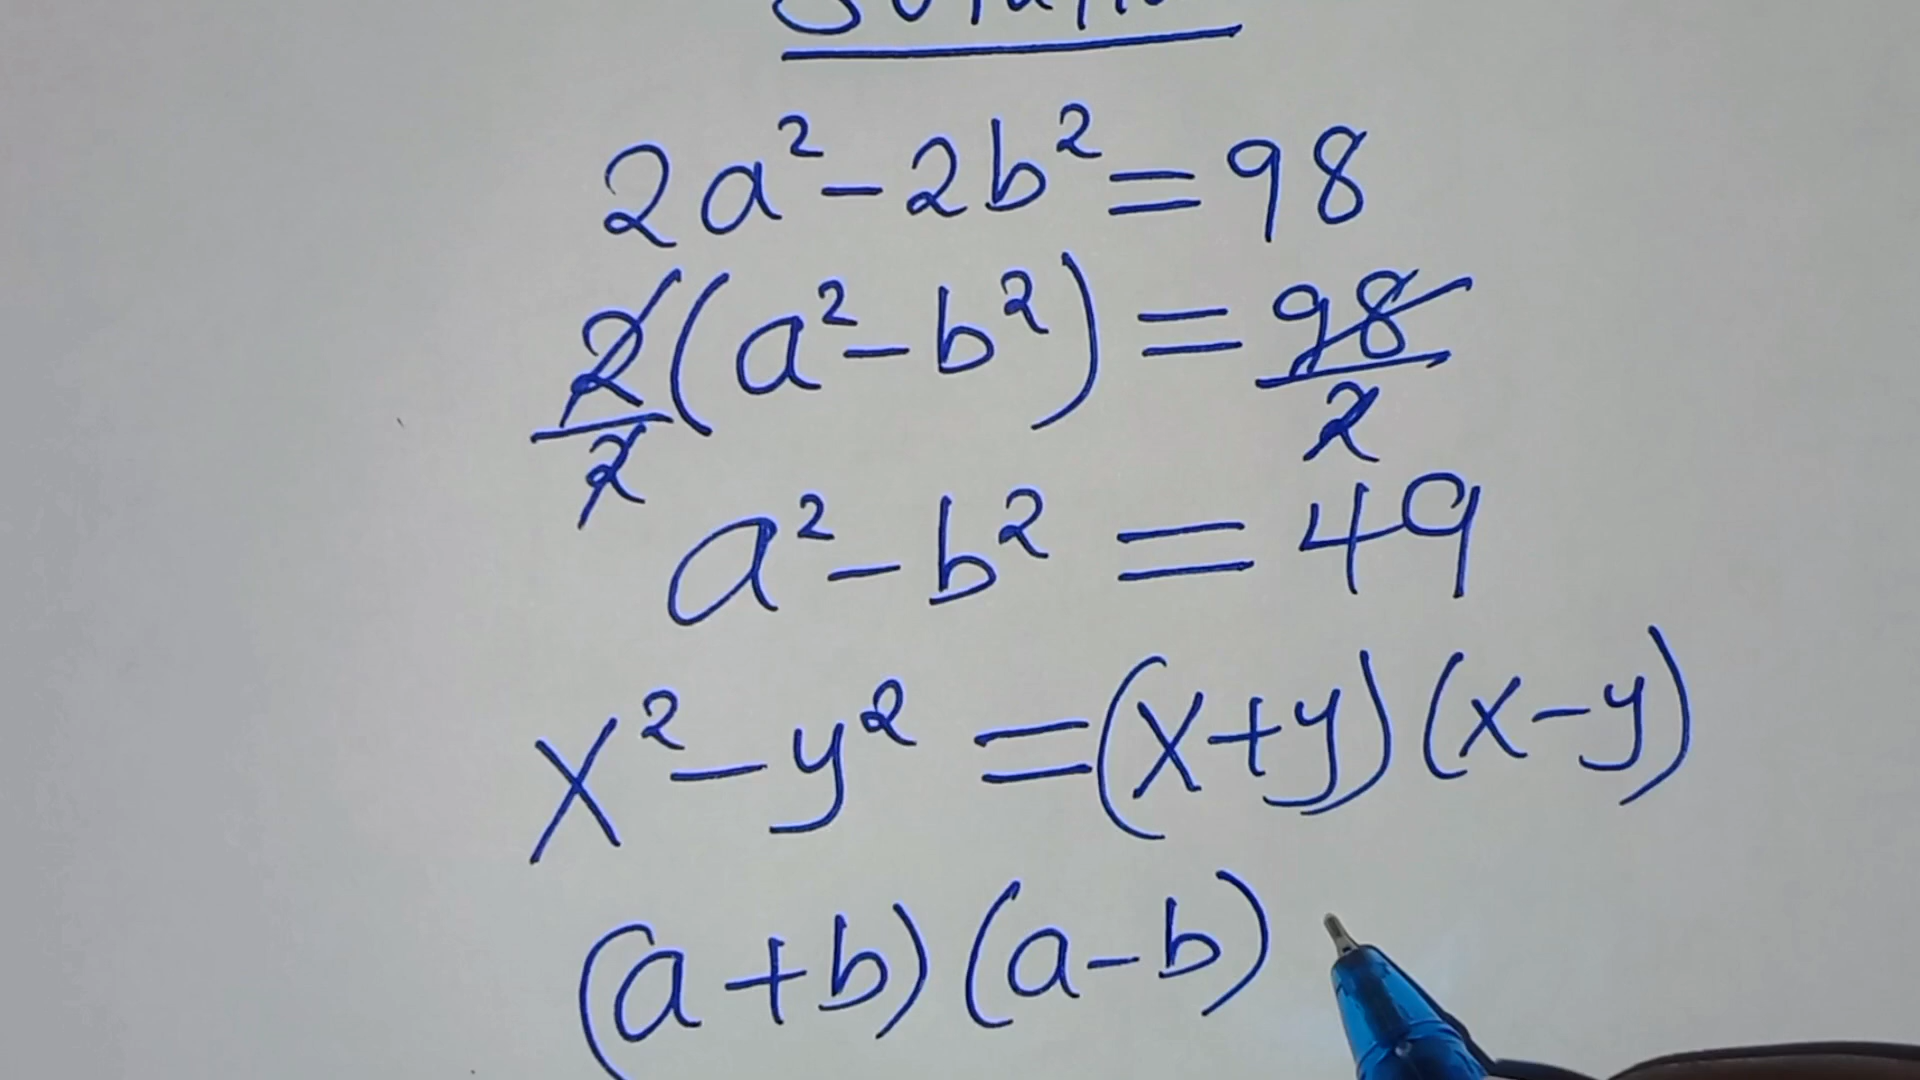 2a² - 2b² = 98
2/2 (a² - b²) = 98/2
a² - b² = 49
x² - y² = (x+y)(x-y)
(a+b)(a-b)